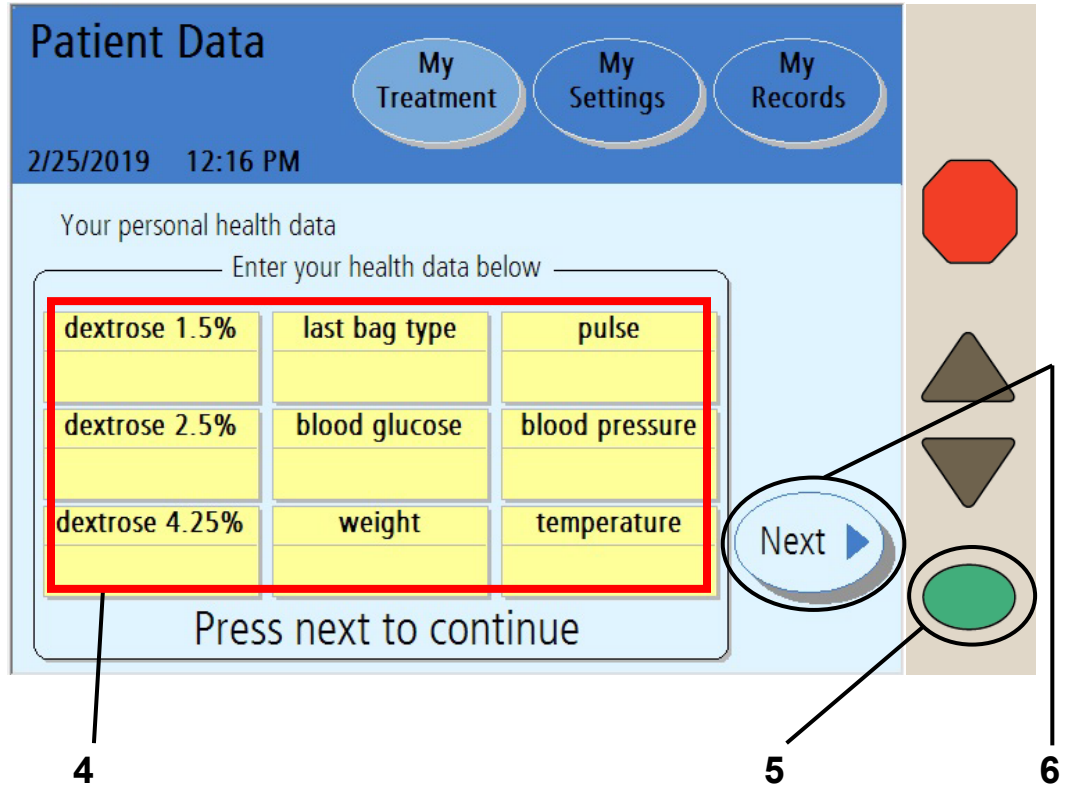 Patient Data
My Treatment
My Settings
My Records
2/25/2019 12:16 PM
Your personal health data
Enter your health data below
dextrose 1.5% last bag type pulse
dextrose 2.5% blood glucose blood pressure
dextrose 4.25% weight temperature
Next
Press next to continue
4 5 6